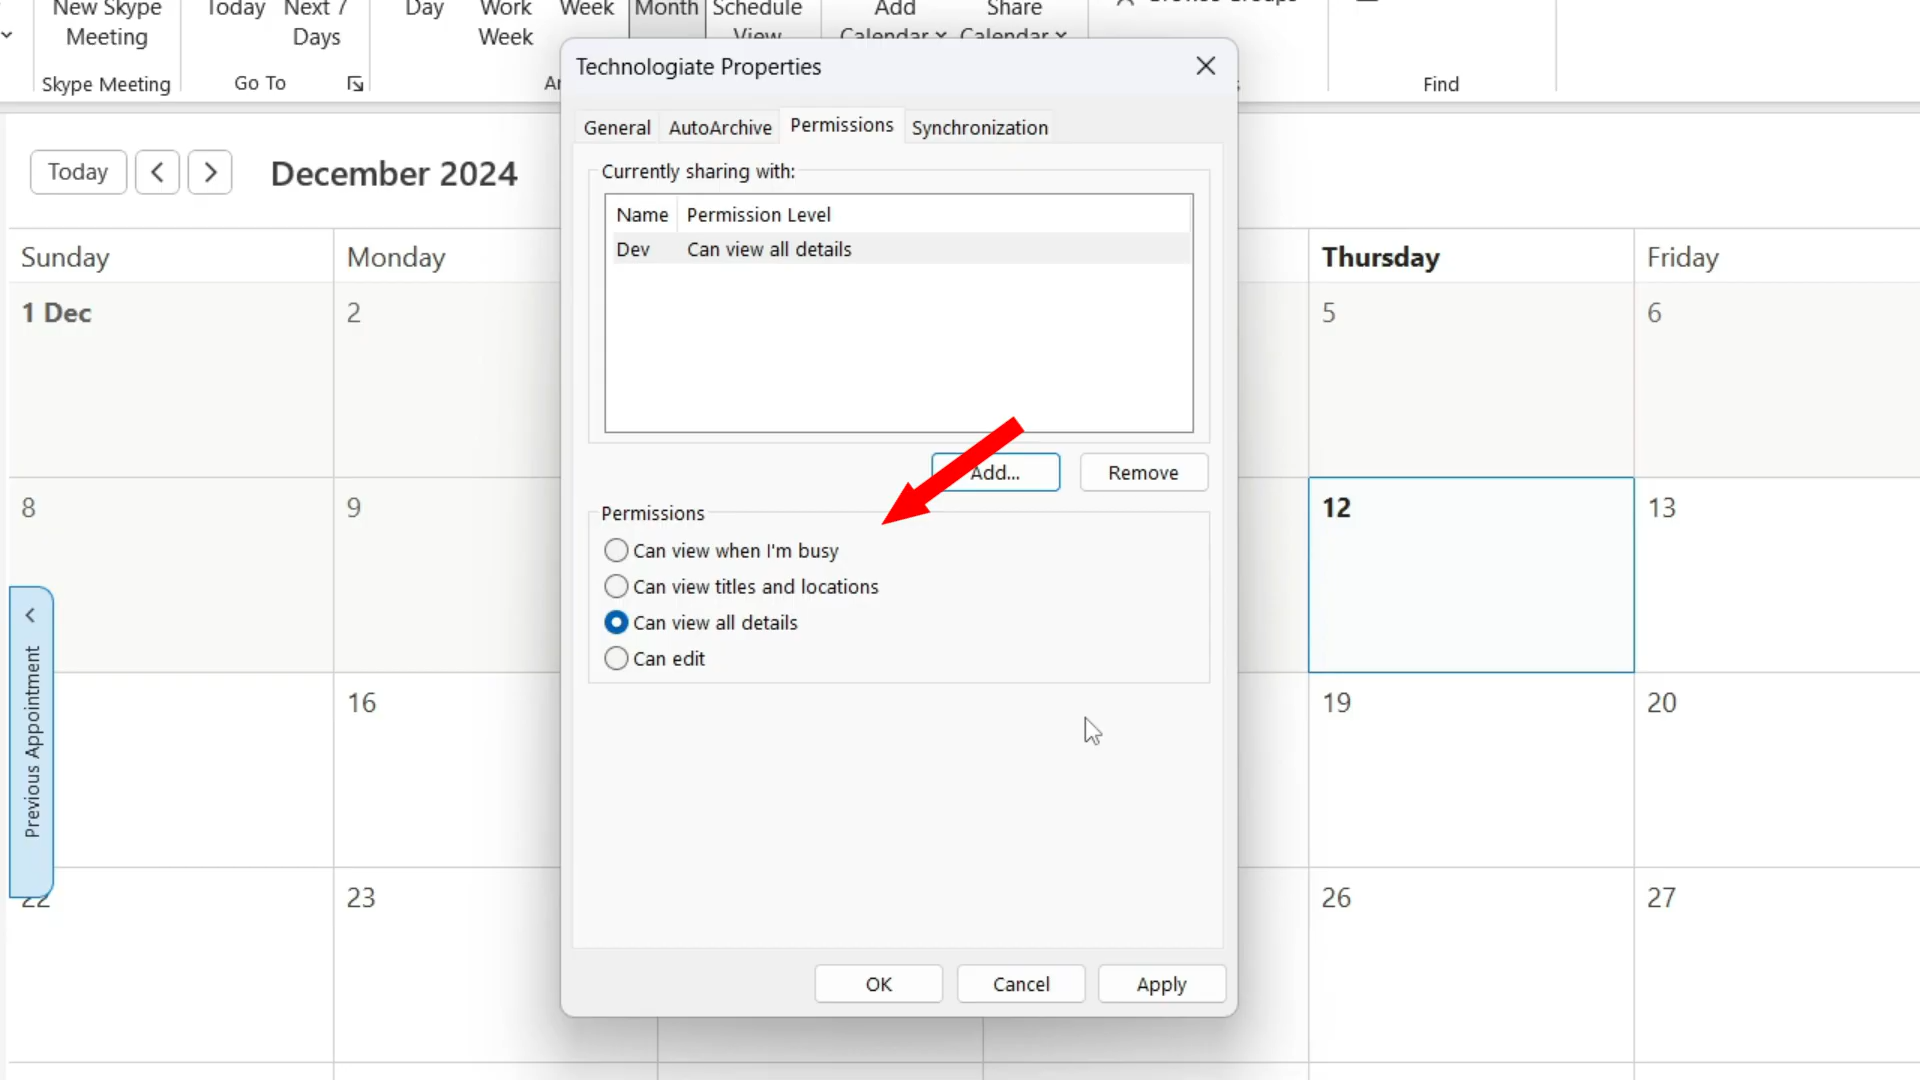 New Skype
Meeting
Skype Meeting
Today
Next 7
Days
Go To
Day
Work
Week
Week
Month
Schedule
View
Add
Calendar
Share
Calendar
Find
Today
December 2024
Sunday
Monday
Thursday
Friday
1 Dec
2
5
6
8
9
12
13
16
19
20
22
23
26
27
Previous Appointment
Technologiate Properties
General
AutoArchive
Permissions
Synchronization
Currently sharing with:
Name Permission Level
Dev Can view all details
Add...
Remove
Permissions
Can view when I'm busy
Can view titles and locations
Can view all details
Can edit
OK
Cancel
Apply